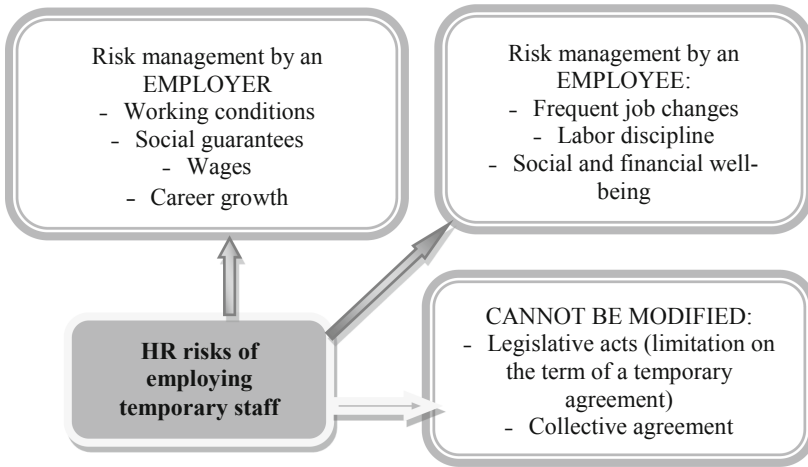 Risk management by an
EMPLOYER
- Working conditions
- Social guarantees
- Wages
- Career growth
Risk management by an
EMPLOYEE:
- Frequent job changes
- Labor discipline
- Social and financial well-
being
HR risks of
employing
temporary staff
CANNOT BE MODIFIED:
- Legislative acts (limitation on
the term of a temporary
agreement)
- Collective agreement